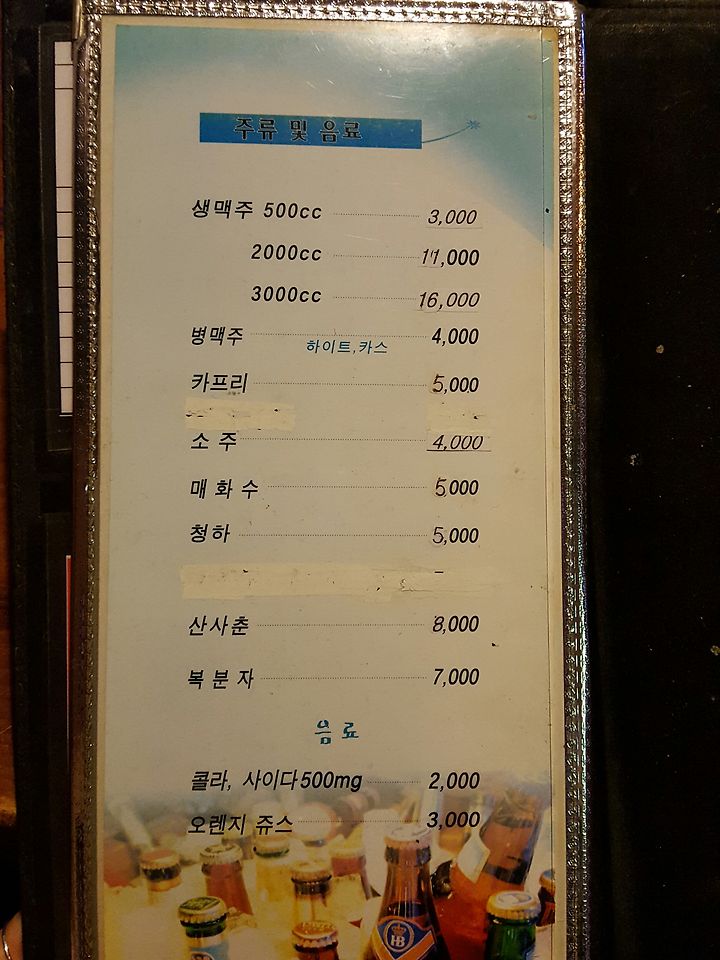 주류 및 음료
생맥주 500cc 3,000
2000cc 11,000
3000cc 16,000
병맥주 4,000
하이트,카스
카프리 5,000
소 주 4,000
매 화 수 5,000
청하 5,000
산사춘 8,000
복 분 자 7,000
음 료
콜라, 사이다500mg 2,000
오렌지 쥬스 3,000
HB